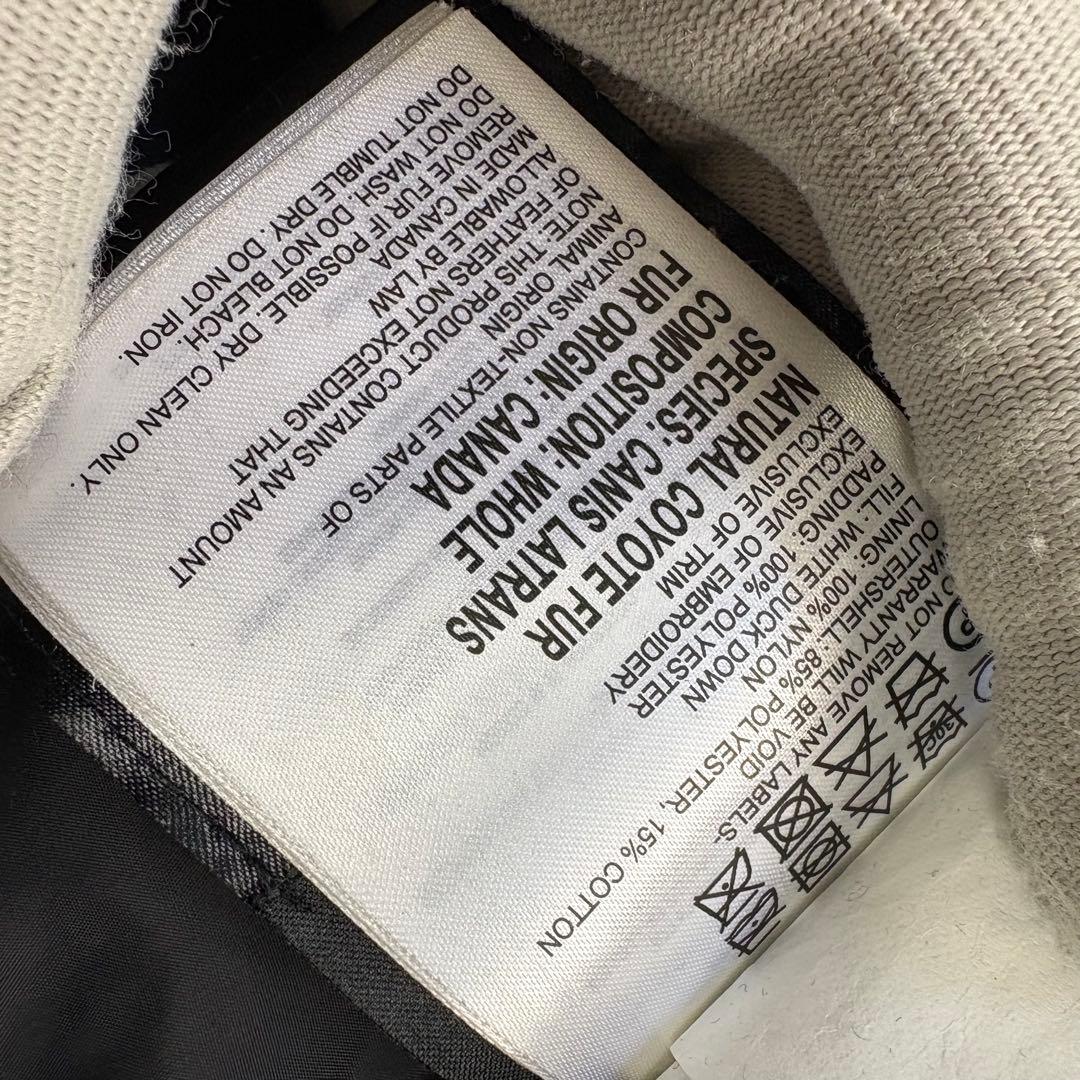 DO NOT REMOVE ANY LABELS-
WARRANTY WILL BE VOID
OUTERSHELL: 85% POLYESTER, 15% COTTON
LINING: 100% NYLON
FILL: WHITE DUCK DOWN
PADDING: 100% POLYESTER
EXCLUSIVE OF EMBROIDERY
EXCLUSIVE OF TRIM
NATURAL COYOTE FUR
SPECIES: CANIS LATRANS
COMPOSITION: WHOLE
FUR ORIGIN: CANADA
CONTAINS NON-TEXTILE PARTS OF
ANIMAL ORIGIN
NOTE: THIS PRODUCT CONTAINS AN AMOUNT
OF FEATHERS NOT EXCEEDING THAT
ALLOWABLE BY LAW
MADE IN CANADA
REMOVE FUR IF POSSIBLE. DRY CLEAN ONLY.
DO NOT WASH. DO NOT BLEACH.
DO NOT TUMBLE DRY. DO NOT IRON.